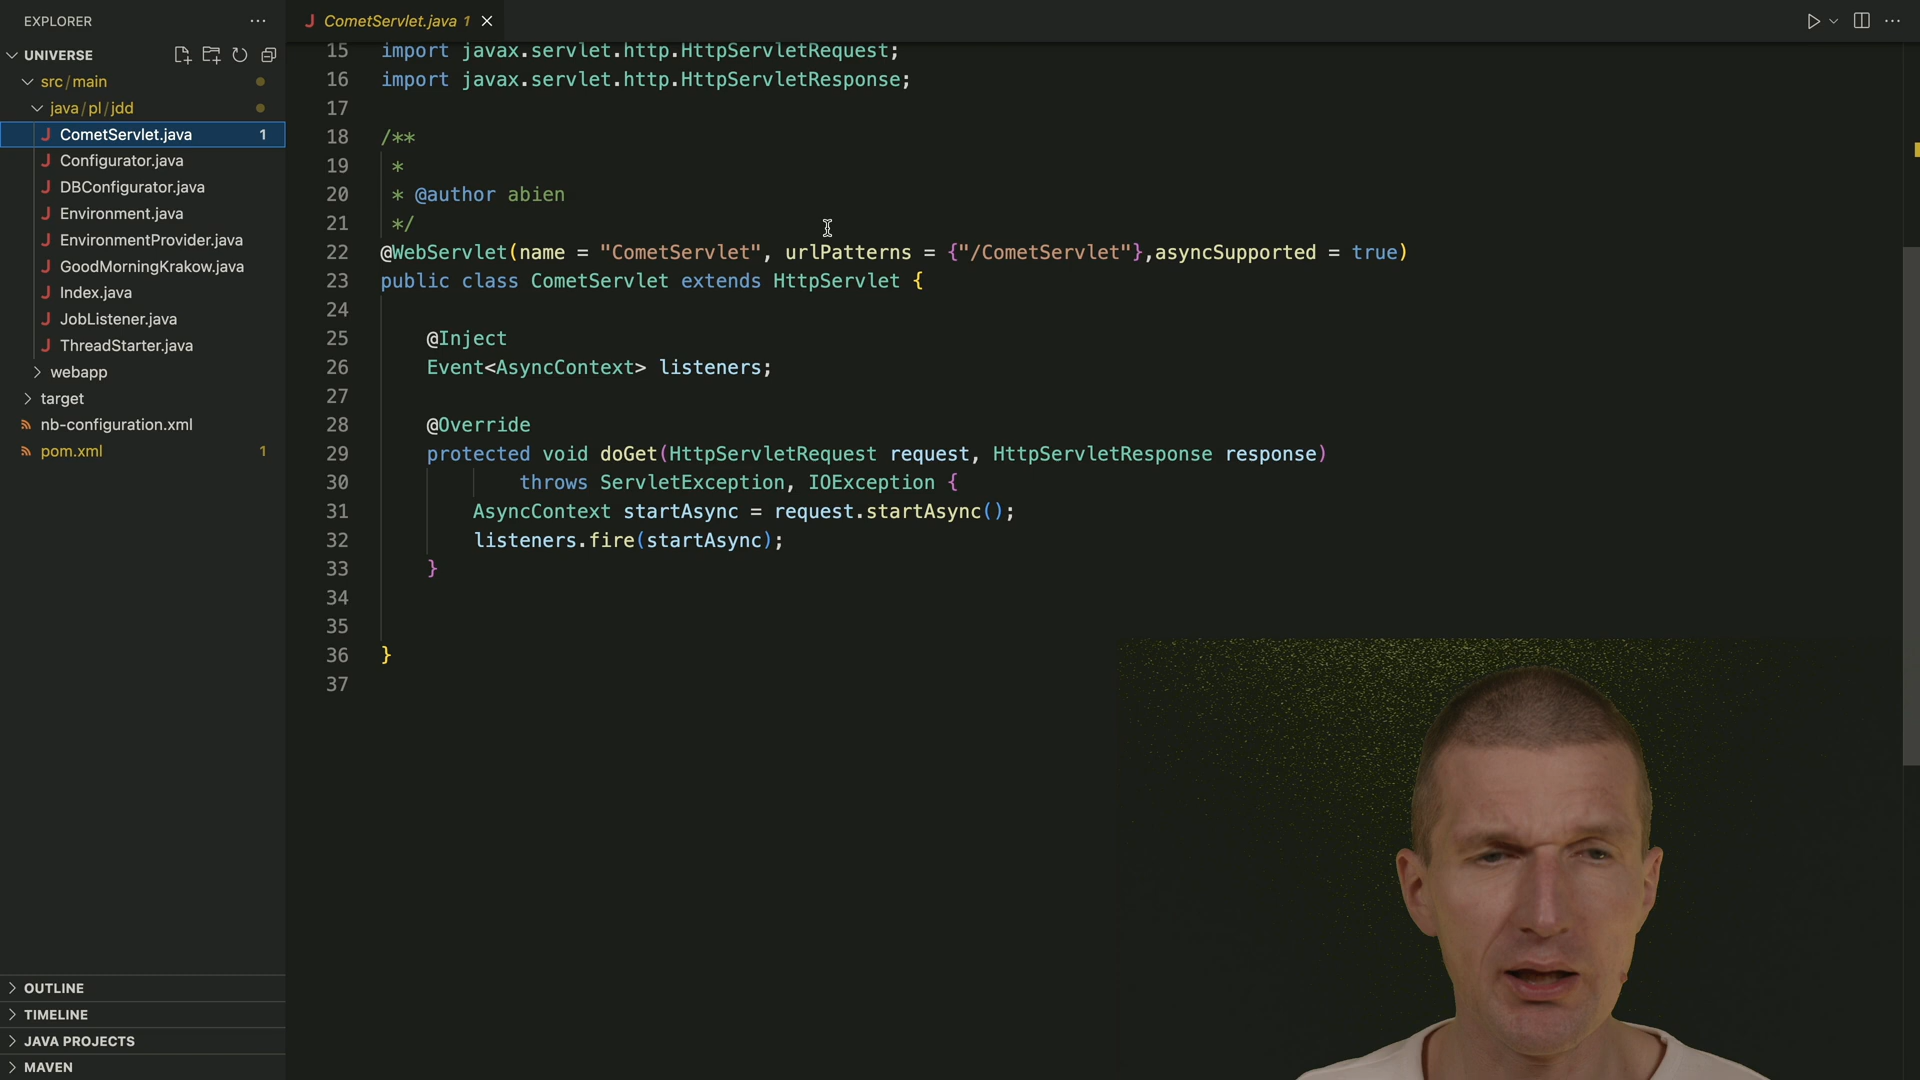 EXPLORER
UNIVERSE
src/main
java/pl/jdd
CometServlet.java 1
Configurator.java
DBConfigurator.java
Environment.java
EnvironmentProvider.java
GoodMorningKrakow.java
Index.java
JobListener.java
ThreadStarter.java
webapp
target
nb-configuration.xml
pom.xml 1
OUTLINE
TIMELINE
JAVA PROJECTS
MAVEN
CometServlet.java 1
15 import javax.servlet.http.HttpServletRequest;
16 import javax.servlet.http.HttpServletResponse;
17
18 /**
19 *
20 * @author abien
21 */
22 @WebServlet(name = "CometServlet", urlPatterns = {"/CometServlet"},asyncSupported = true)
23 public class CometServlet extends HttpServlet {
24
25 @Inject
26 Event<AsyncContext> listeners;
27
28 @Override
29 protected void doGet(HttpServletRequest request, HttpServletResponse response)
30 throws ServletException, IOException {
31 AsyncContext startAsync = request.startAsync();
32 listeners.fire(startAsync);
33 }
34
35
36 }
37